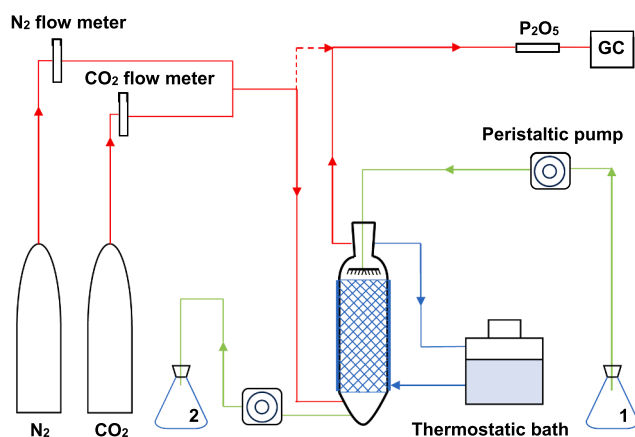 N₂ flow meter
P₂O₅
GC
CO₂ flow meter
Peristaltic pump
2
1
N₂
CO₂
Thermostatic bath